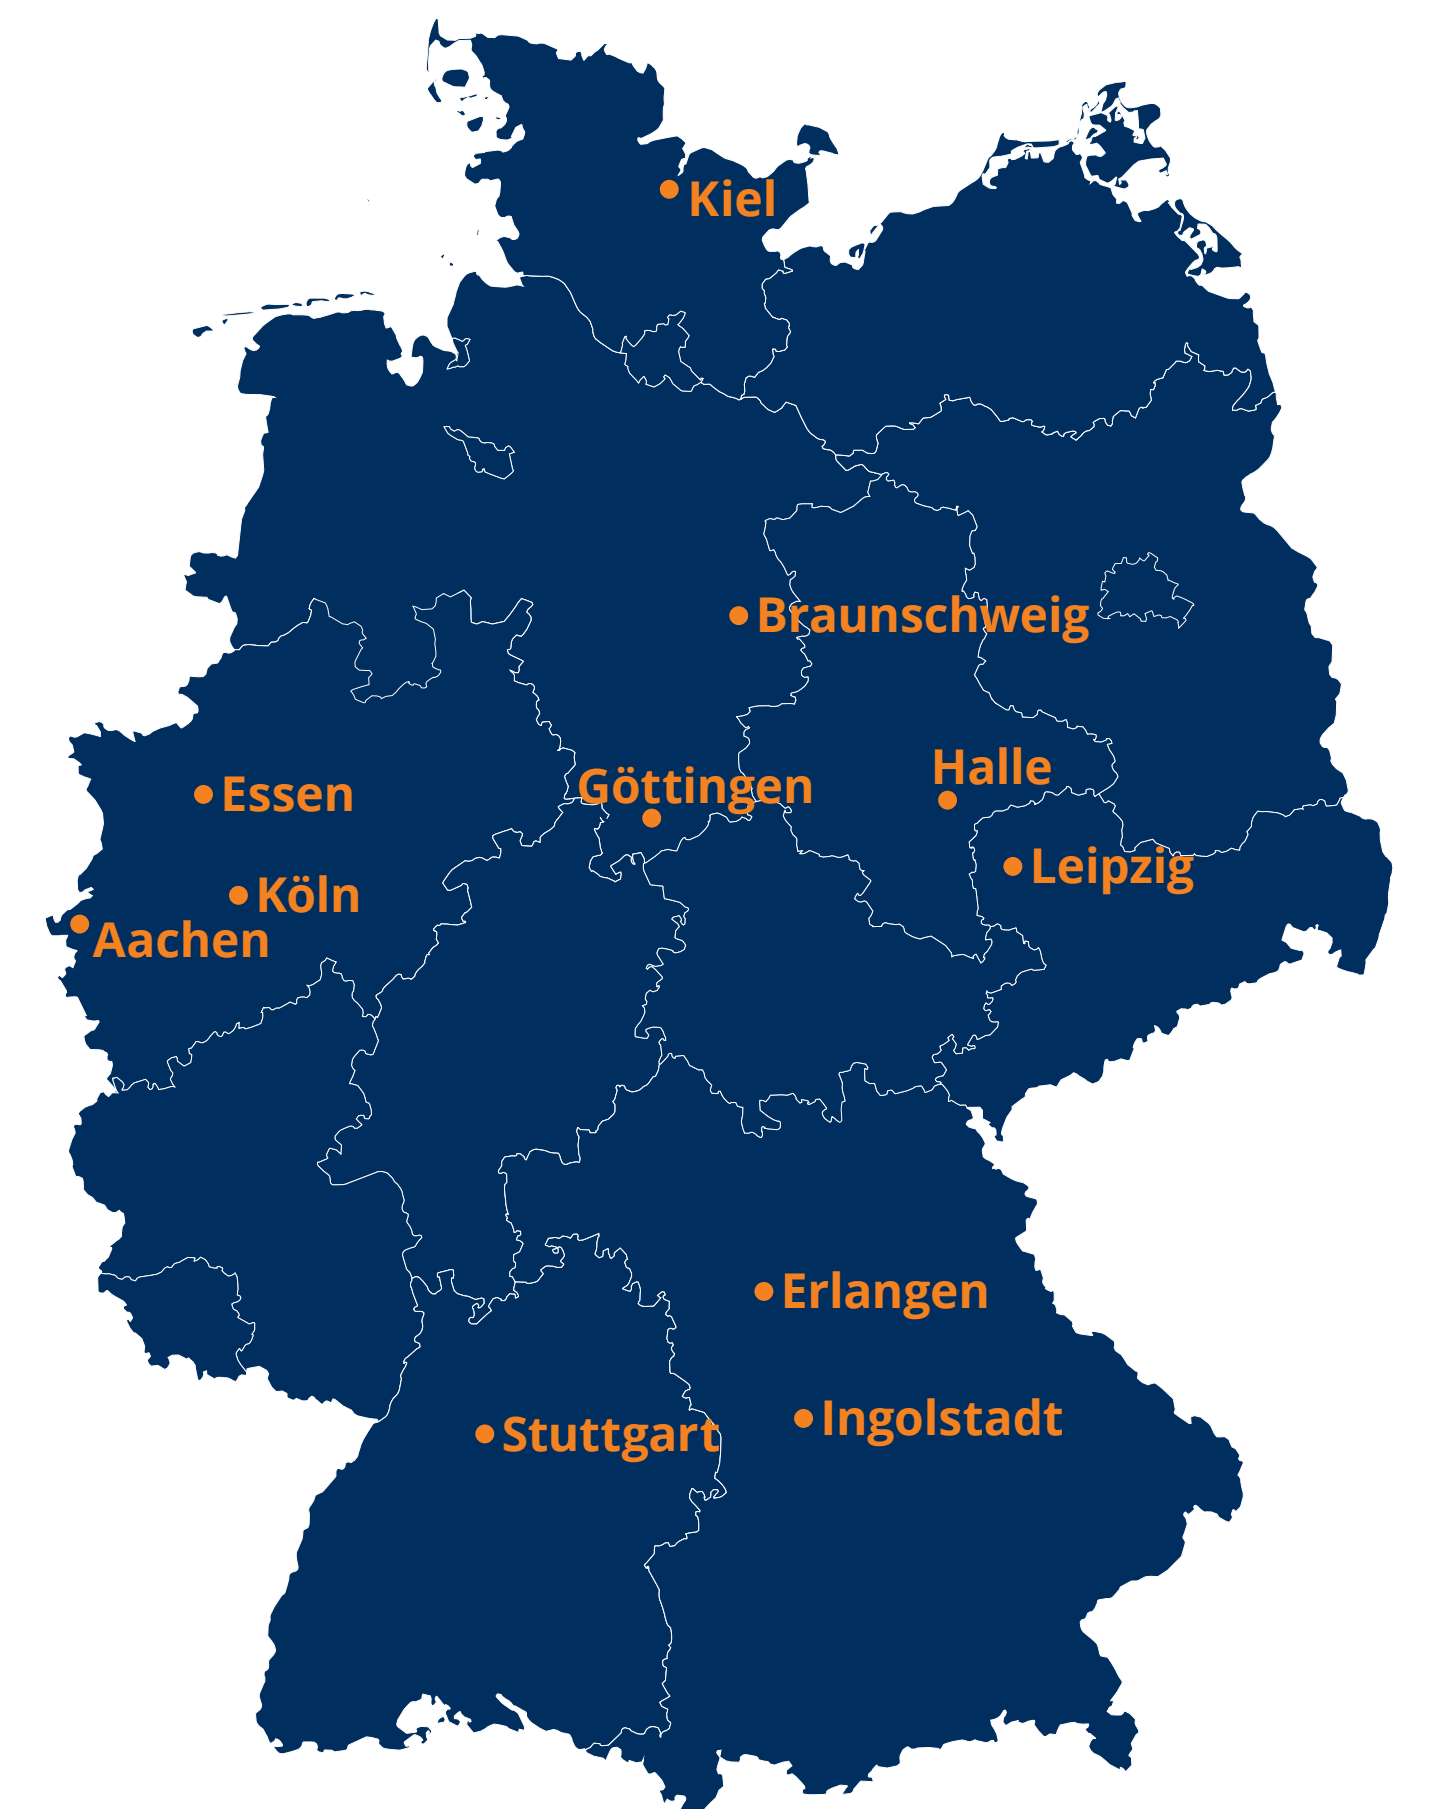 Kiel
Braunschweig
Halle
Göttingen
Essen
Leipzig
Köln
Aachen
Erlangen
Ingolstadt
Stuttgart